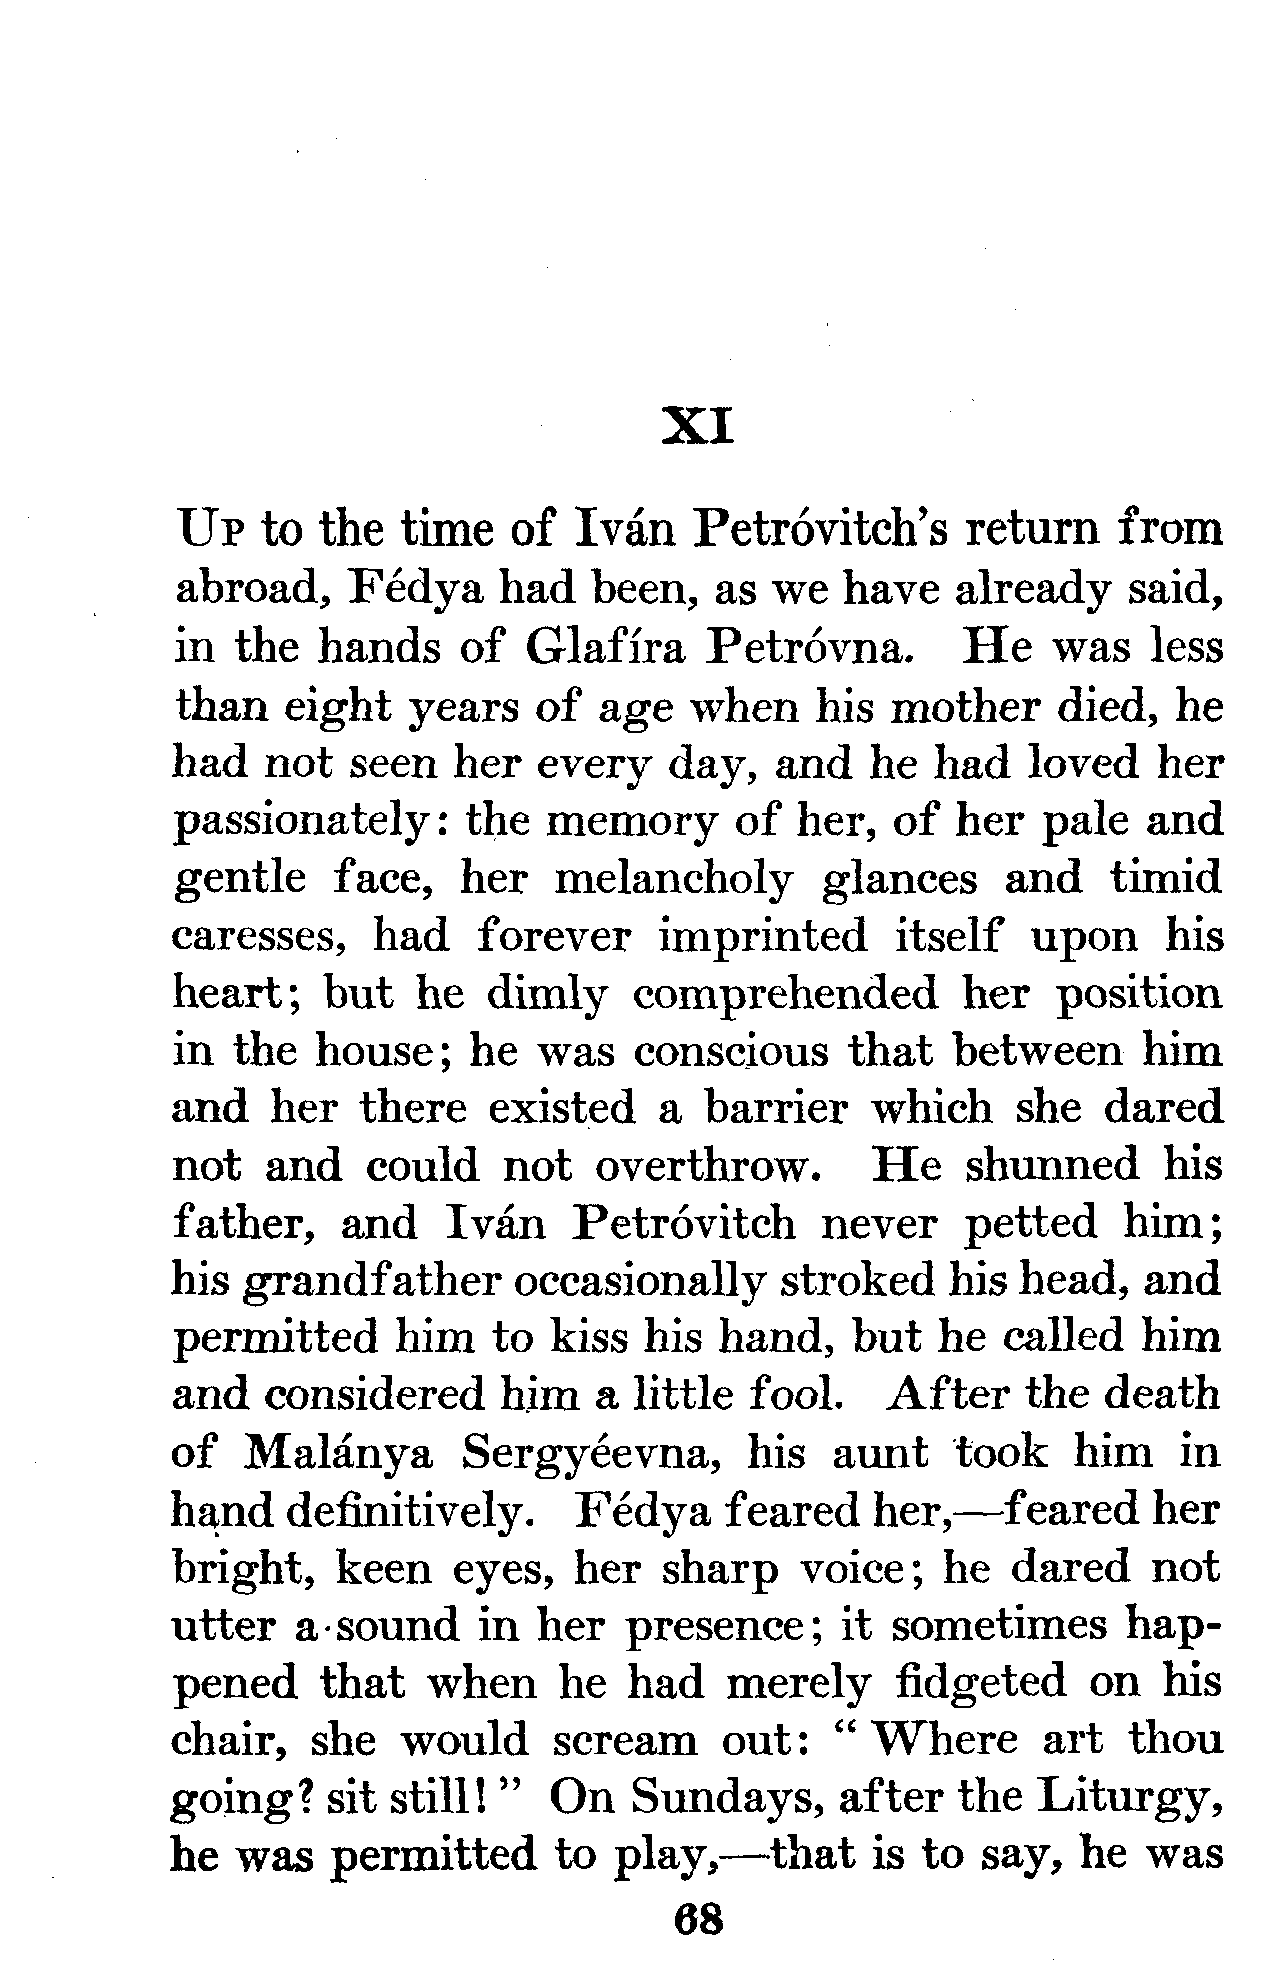 XI
Up to the time of Iván Petróvitch's return from
abroad, Fédya had been, as we have already said,
in the hands of Glafíra Petróvna. He was less
than eight years of age when his mother died, he
had not seen her every day, and he had loved her
passionately: the memory of her, of her pale and
gentle face, her melancholy glances and timid
caresses, had forever imprinted itself upon his
heart; but he dimly comprehended her position
in the house; he was conscious that between him
and her there existed a barrier which she dared
not and could not overthrow. He shunned his
father, and Iván Petróvitch never petted him;
his grandfather occasionally stroked his head, and
permitted him to kiss his hand, but he called him
and considered him a little fool. After the death
of Malánya Sergyéevna, his aunt took him in
hand definitively. Fédya feared her,—feared her
bright, keen eyes, her sharp voice; he dared not
utter a sound in her presence; it sometimes hap-
pened that when he had merely fidgeted on his
chair, she would scream out: “ Where art thou
going? sit still! ” On Sundays, after the Liturgy,
he was permitted to play,—that is to say, he was
68